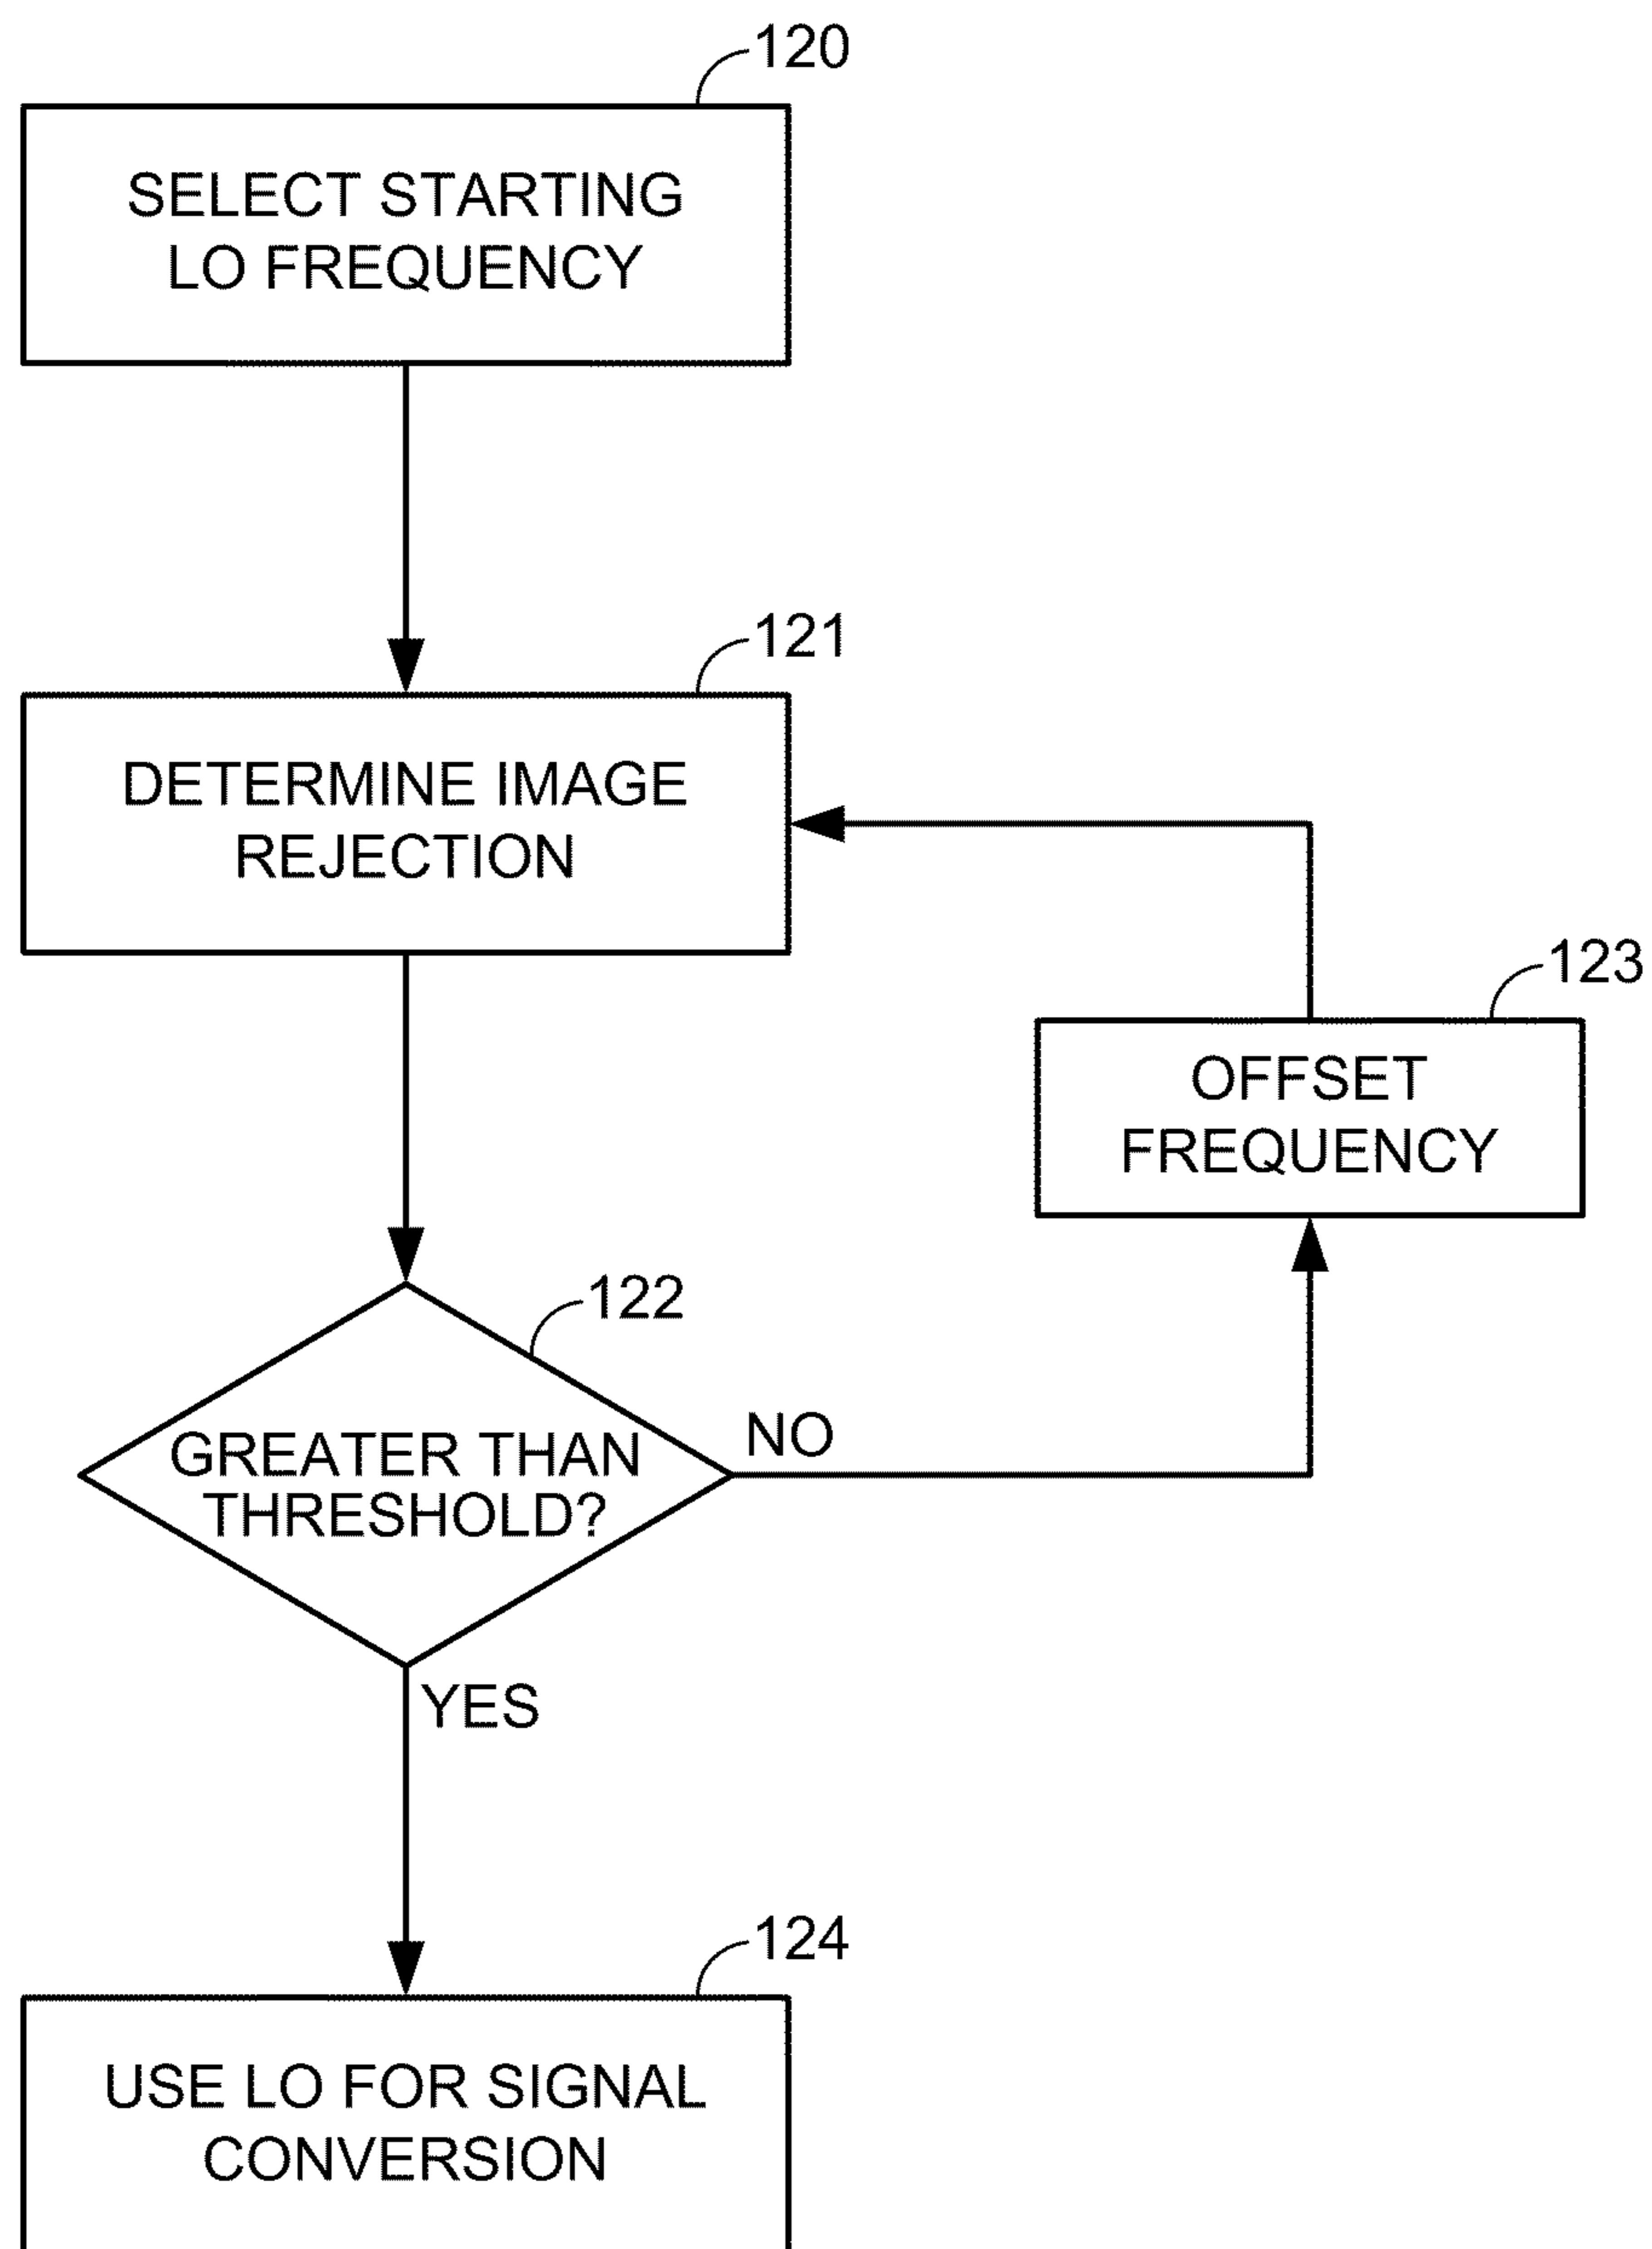 120
SELECT STARTING
LO FREQUENCY
121
DETERMINE IMAGE
REJECTION
123
OFFSET
FREQUENCY
122
GREATER THAN
THRESHOLD?
NO
YES
124
USE LO FOR SIGNAL
CONVERSION